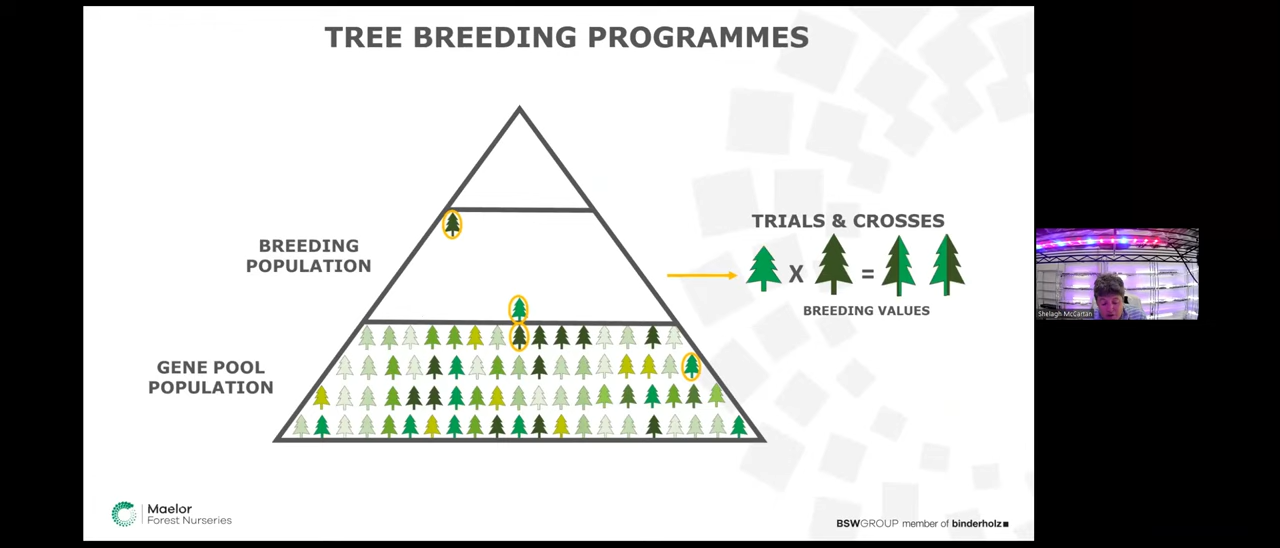 TREE BREEDING PROGRAMMES
BREEDING
POPULATION
GENE POOL
POPULATION
TRIALS & CROSSES
X
=
BREEDING VALUES
Shelagh McCartan
Maelor
Forest Nurseries
BSWGROUP member of binderholz